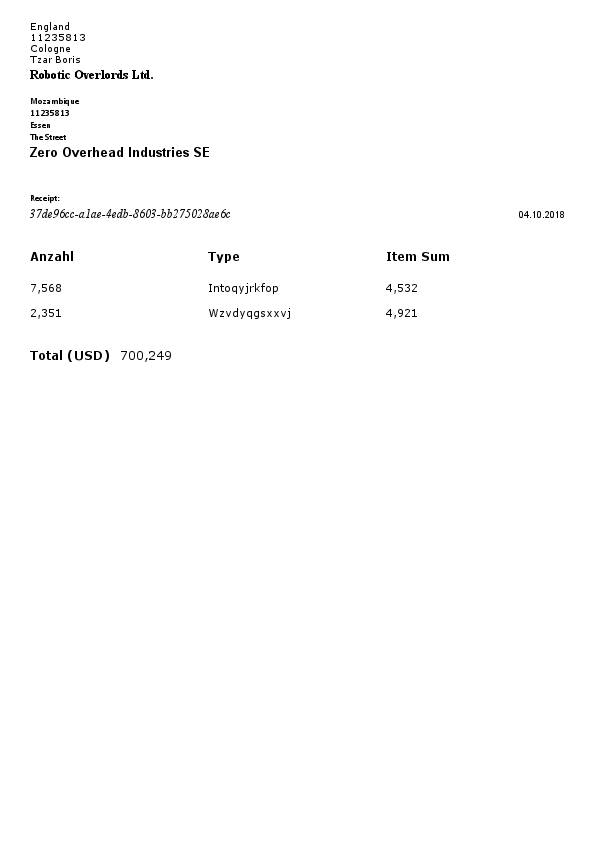 England
11235813
Cologne
Tzar Boris
Robotic Overlords Ltd.
Mozambique
11235813
Essen
The Street
Zero Overhead Industries SE
Receipt:
37de96cc-a1ae-4edb-8603-bb275028ae6c 04.10.2018
Anzahl Type Item Sum
7,568 Intoqyjrkfop 4,532
2,351 Wzvdyqgsxxvj 4,921
Total (USD) 700,249